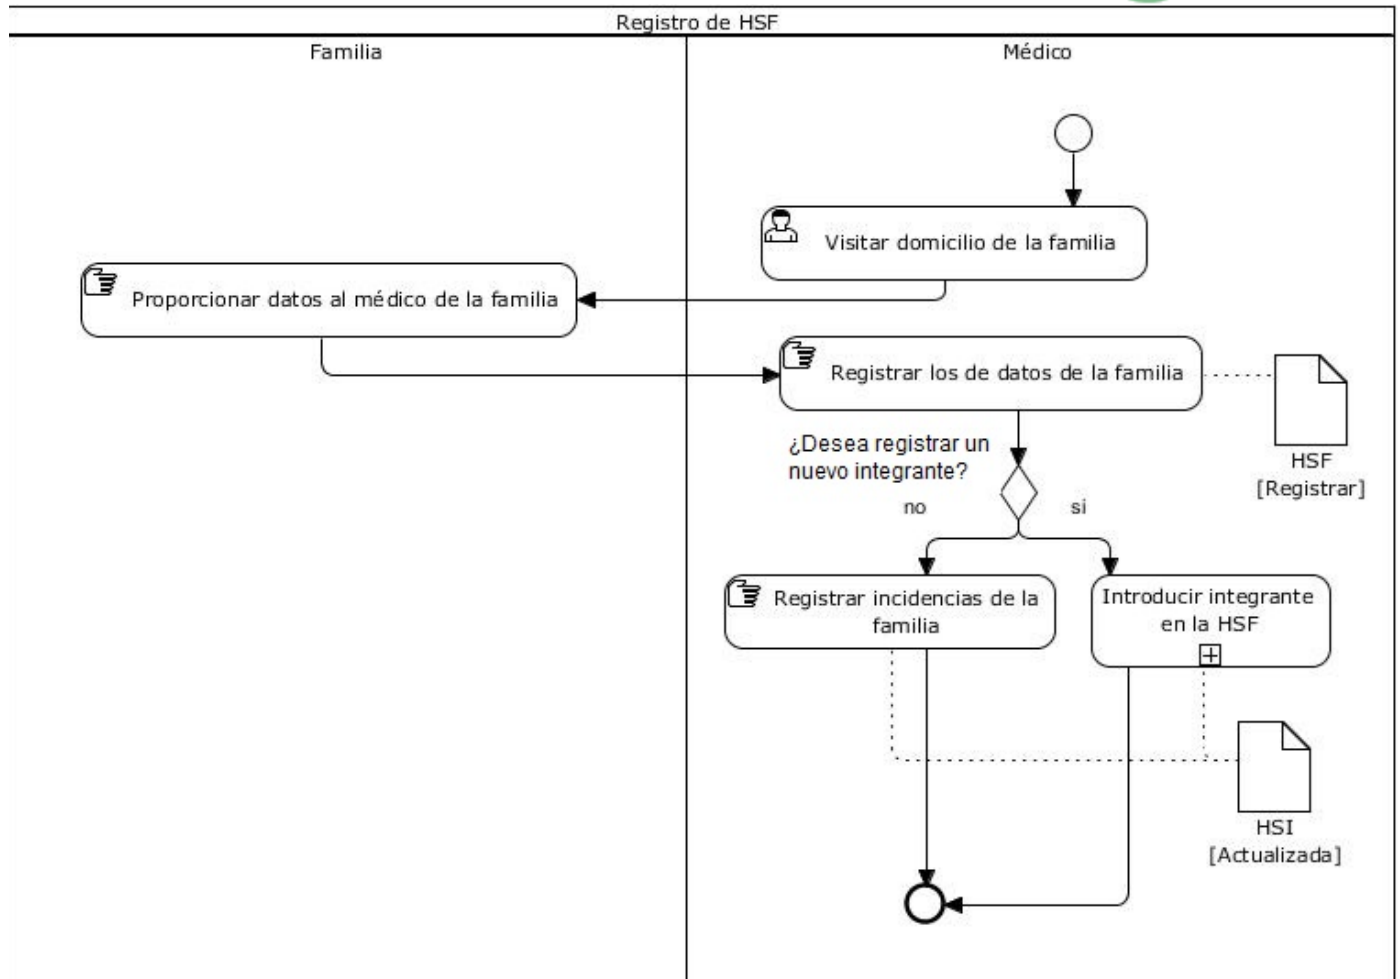 Registro de HSF
Familia
Médico
Visitar domicilio de la familia
Proporcionar datos al médico de la familia
Registrar los de datos de la familia
HSF
[Registrar]
¿Desea registrar un
nuevo integrante?
no
si
Registrar incidencias de la
familia
Introducir integrante
en la HSF
HSI
[Actualizada]